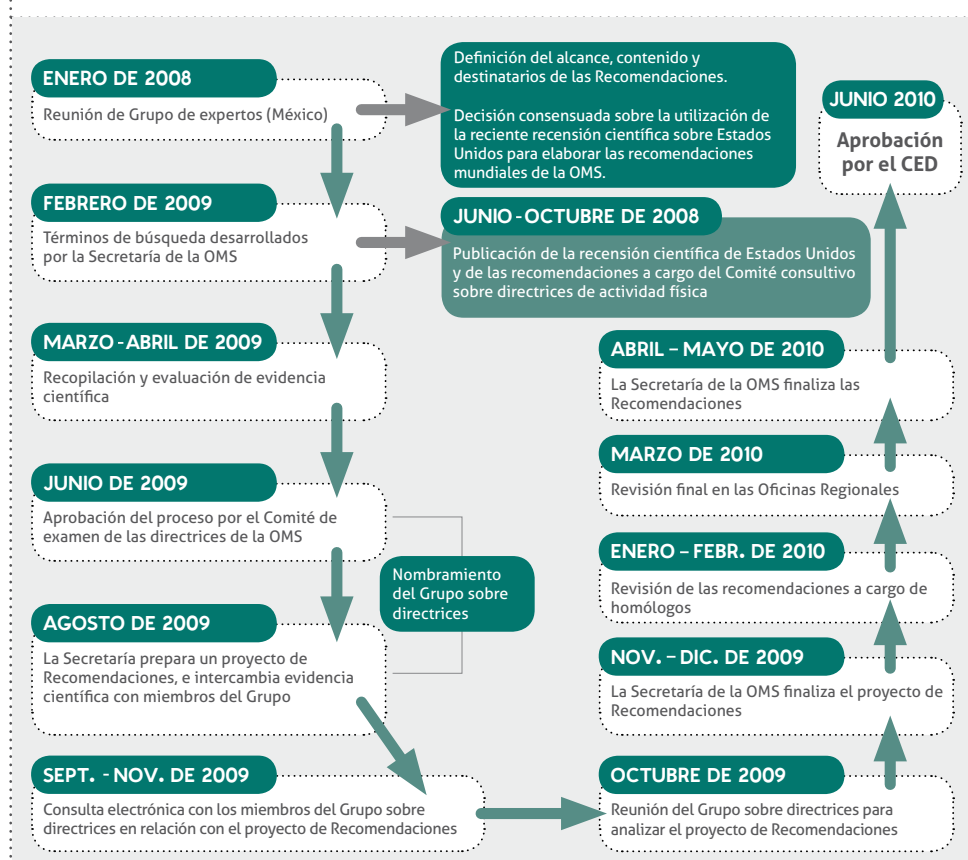 ENERO DE 2008
Reunión de Grupo de expertos (México)
Definición del alcance, contenido y
destinatarios de las Recomendaciones.
Decisión consensuada sobre la utilización de
la reciente recensión científica sobre Estados
Unidos para elaborar las recomendaciones
mundiales de la OMS.
FEBRERO DE 2009
Términos de búsqueda desarrollados
por la Secretaría de la OMS
JUNIO-OCTUBRE DE 2008
Publicación de la recensión científica de Estados Unidos
y de las recomendaciones a cargo del Comité consultivo
sobre directrices de actividad física
MARZO-ABRIL DE 2009
Recopilación y evaluación de evidencia
científica
JUNIO DE 2009
Aprobación del proceso por el Comité de
examen de las directrices de la OMS
Nombramiento
del Grupo sobre
directrices
AGOSTO DE 2009
La Secretaría prepara un proyecto de
Recomendaciones, e intercambia evidencia
científica con miembros del Grupo
SEPT. - NOV. DE 2009
Consulta electrónica con los miembros del Grupo sobre
directrices en relación con el proyecto de Recomendaciones
OCTUBRE DE 2009
Reunión del Grupo sobre directrices para
analizar el proyecto de Recomendaciones
NOV. – DIC. DE 2009
La Secretaría de la OMS finaliza el proyecto de
Recomendaciones
ENERO – FEBR. DE 2010
Revisión de las recomendaciones a cargo de
homólogos
MARZO DE 2010
Revisión final en las Oficinas Regionales
ABRIL – MAYO DE 2010
La Secretaría de la OMS finaliza las
Recomendaciones
JUNIO 2010
Aprobación
por el CED